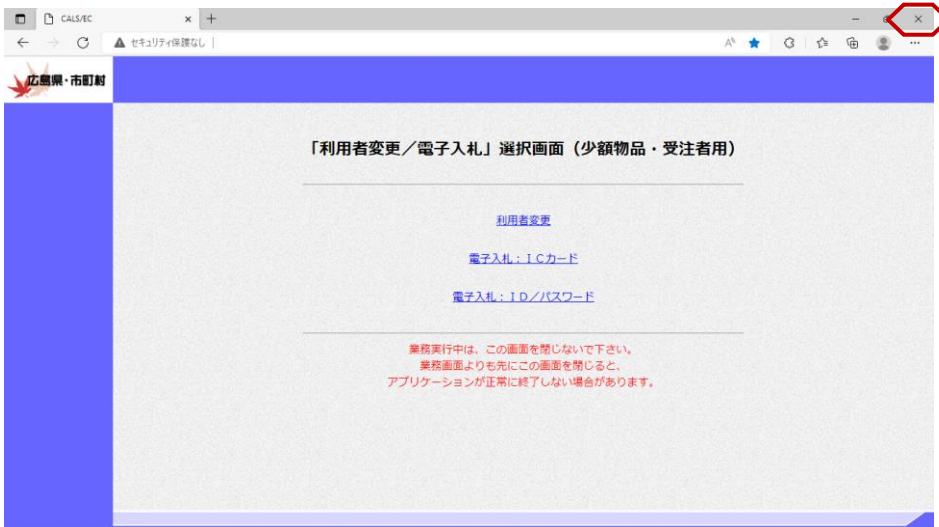 CALS/EC
セキュリティ保護なし
広島県・市町村
「利用者変更／電子入札」選択画面（少額物品・受注者用）
利用者変更
電子入札：ＩＣカード
電子入札：ＩＤ／パスワード
業務実行中は、この画面を閉じないで下さい。
業務画面よりも先にこの画面を閉じると、
アプリケーションが正常に終了しない場合があります。